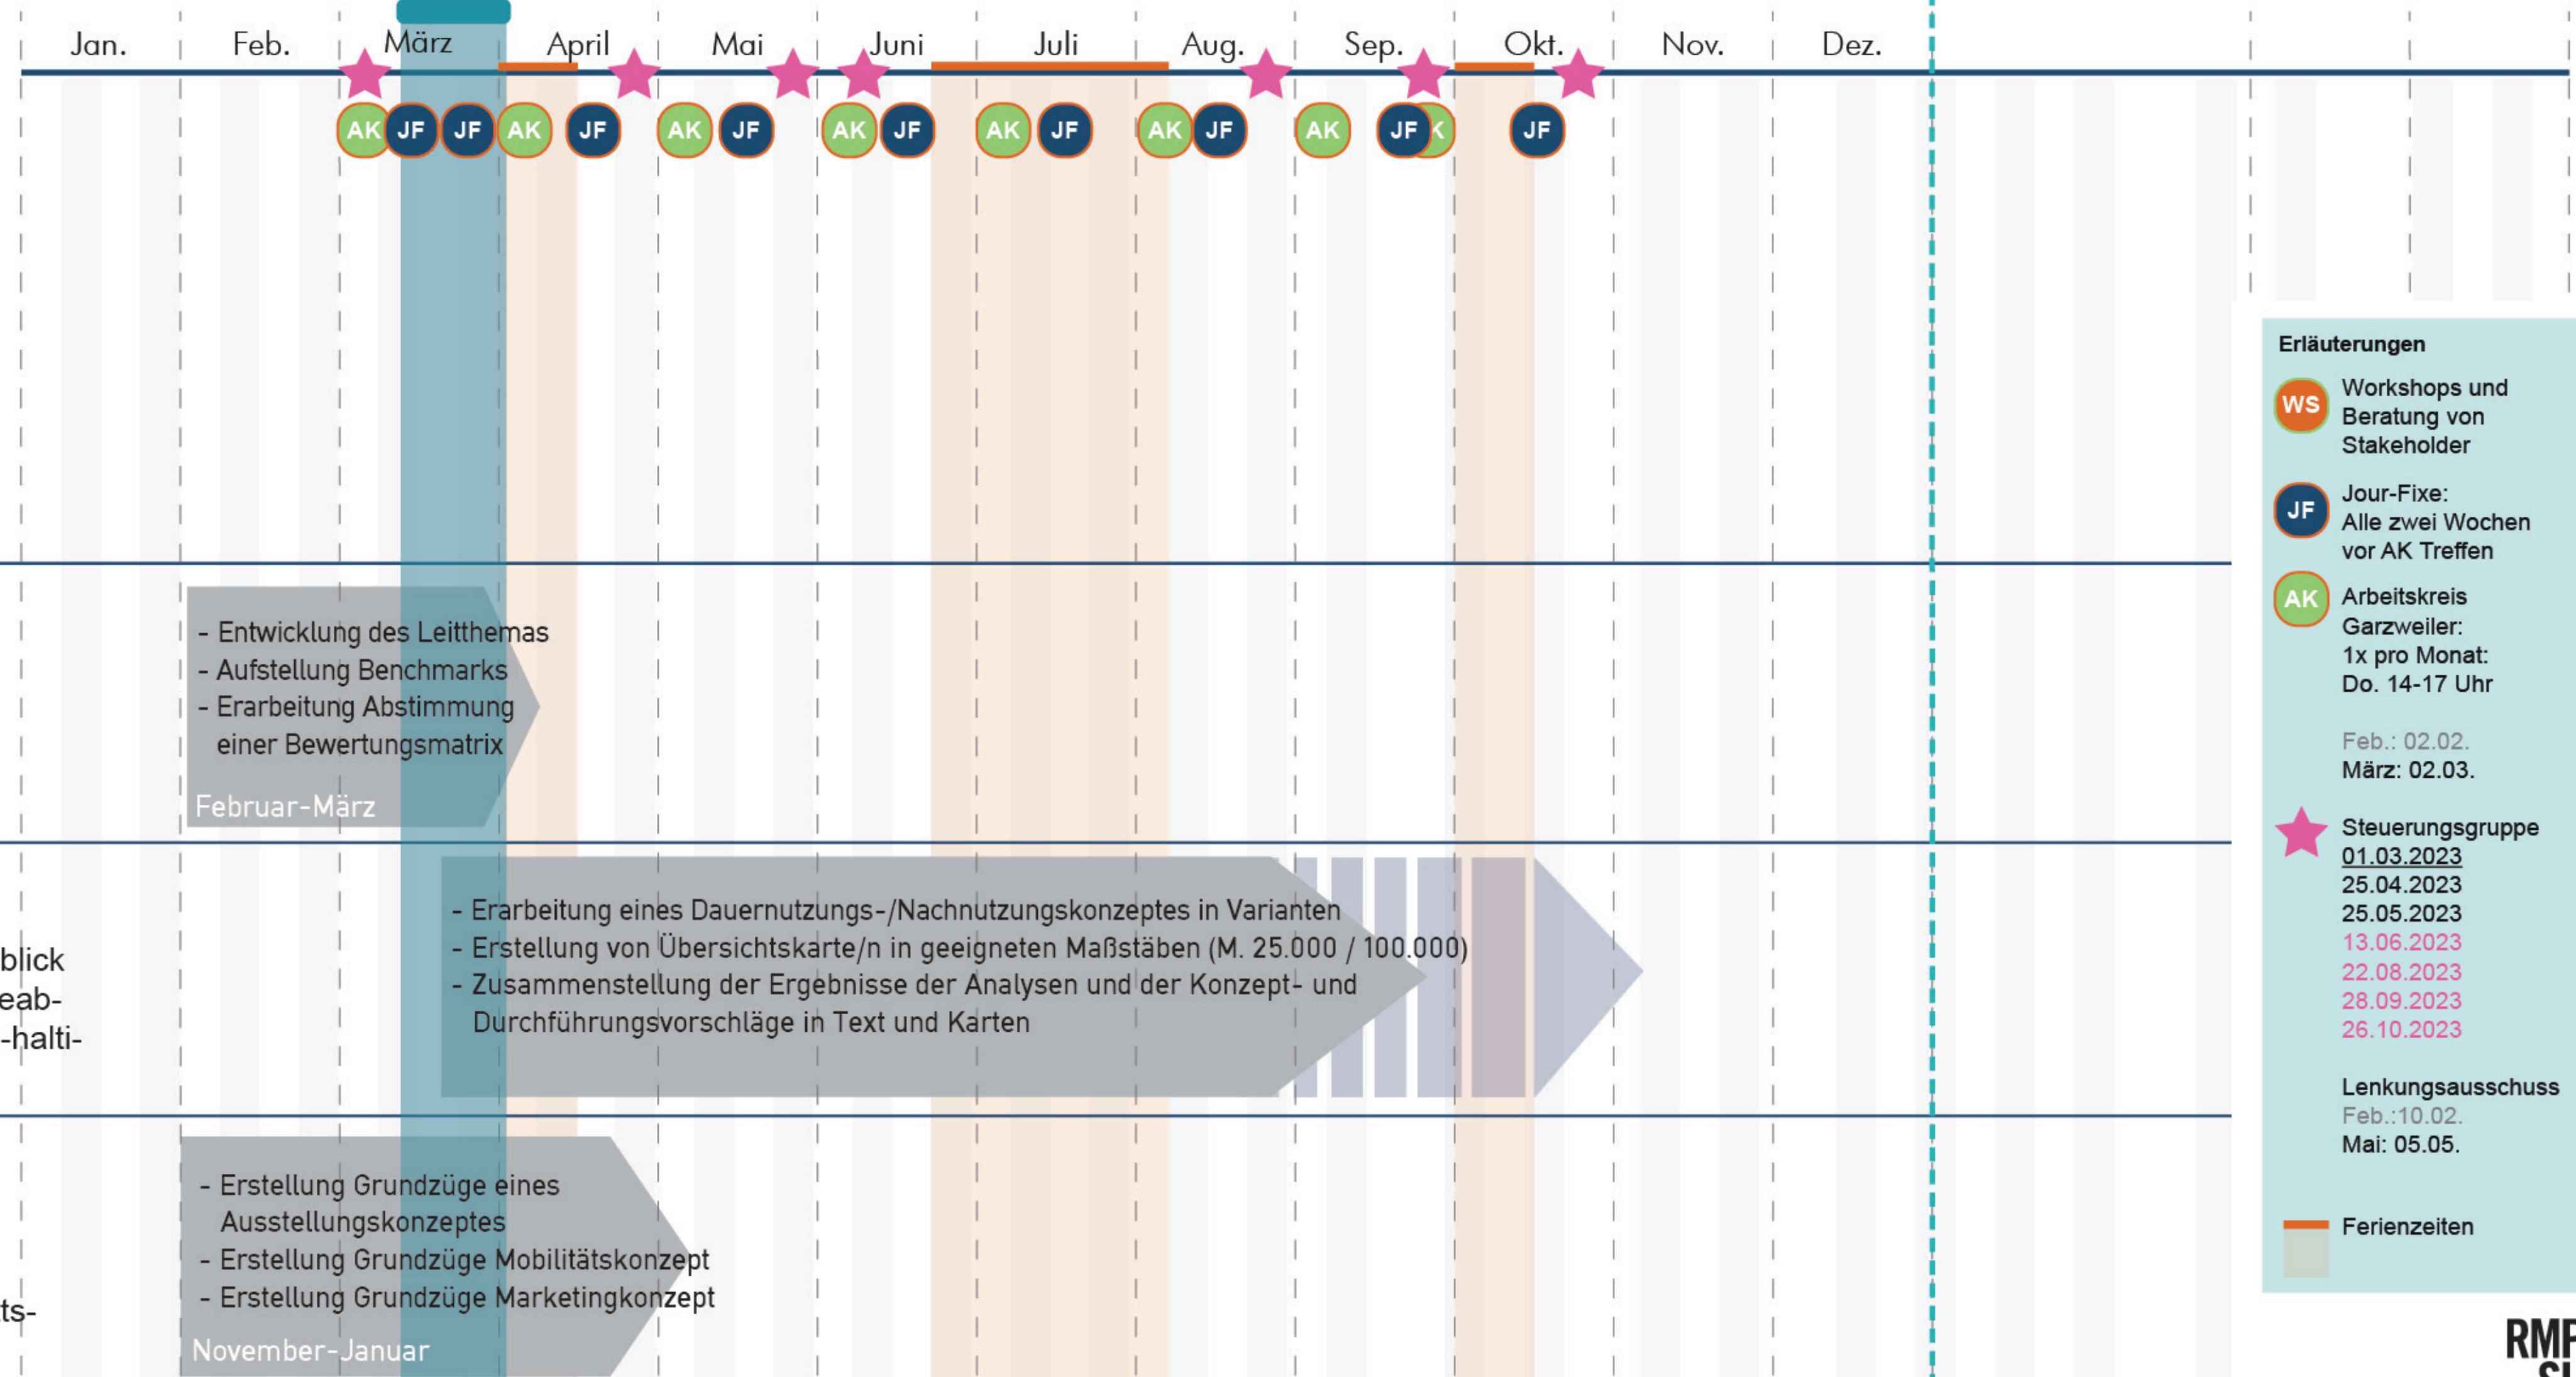 Jan. Feb. März April Mai Juni Juli Aug. Sep. Okt. Nov. Dez.
AK JF JF AK JF AK JF AK JF AK JF AK JF AK JF K JF
- Entwicklung des Leitthemas
- Aufstellung Benchmarks
- Erarbeitung Abstimmung
einer Bewertungsmatrix
Februar-März
blick
eab-
-halti-
- Erarbeitung eines Dauernutzungs-/Nachnutzungskonzeptes in Varianten
- Erstellung von Übersichtskarte/n in geeigneten Maßstäben (M. 25.000 / 100.000)
- Zusammenstellung der Ergebnisse der Analysen und der Konzept- und
Durchführungsvorschläge in Text und Karten
ts-
- Erstellung Grundzüge eines
Ausstellungskonzeptes
- Erstellung Grundzüge Mobilitätskonzept
- Erstellung Grundzüge Marketingkonzept
November-Januar
Erläuterungen
WS
Workshops und
Beratung von
Stakeholder
JF
Jour-Fixe:
Alle zwei Wochen
vor AK Treffen
AK
Arbeitskreis
Garzweiler:
1x pro Monat:
Do. 14-17 Uhr
Feb.: 02.02.
März: 02.03.
Steuerungsgruppe
01.03.2023
25.04.2023
25.05.2023
13.06.2023
22.08.2023
28.09.2023
26.10.2023
Lenkungsausschuss
Feb.:10.02.
Mai: 05.05.
Ferienzeiten